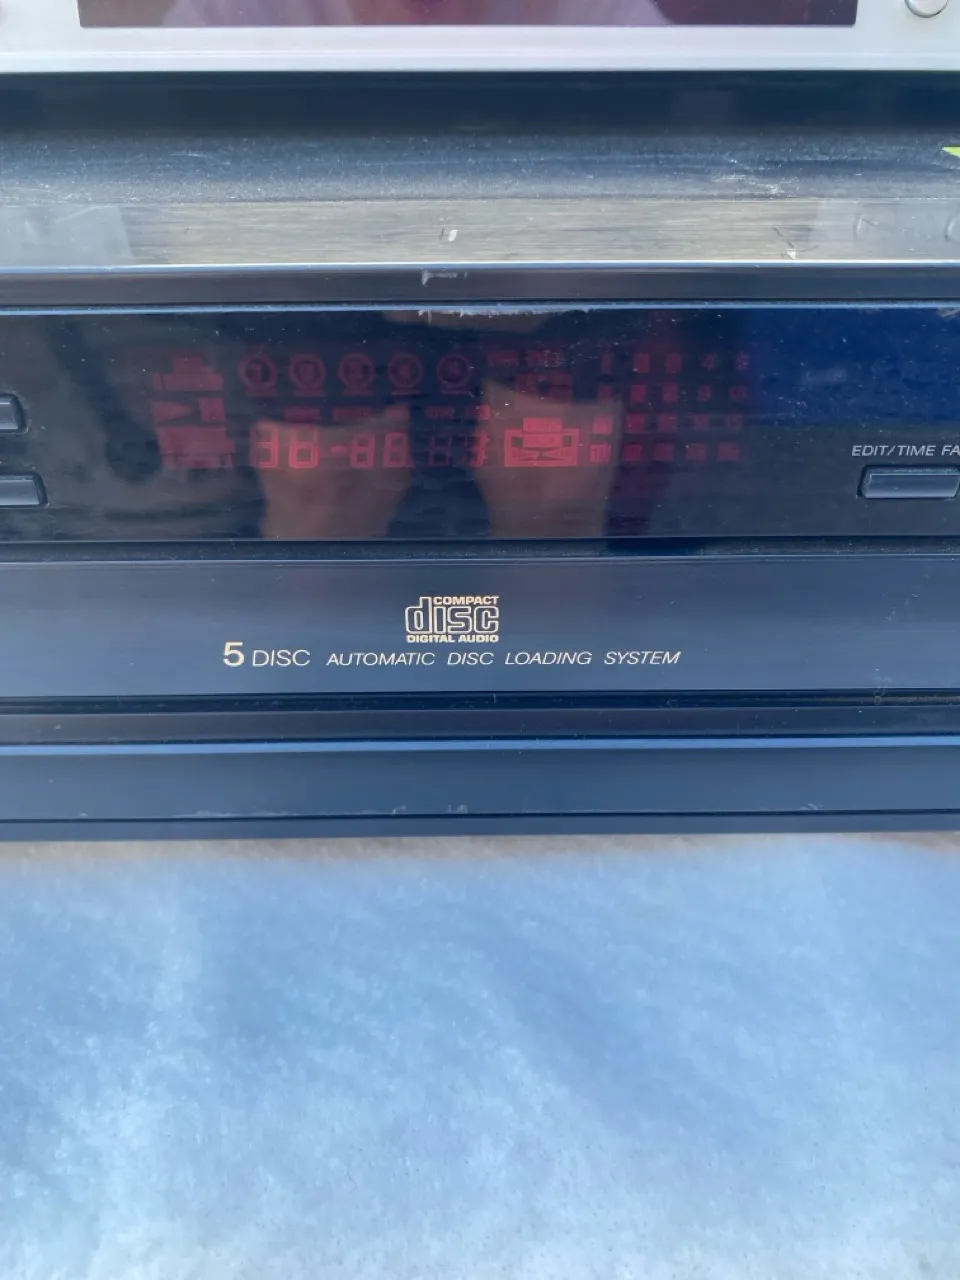 EDIT/TIME FA
COMPACT
disc
DIGITAL AUDIO
5 DISC AUTOMATIC DISC LOADING SYSTEM